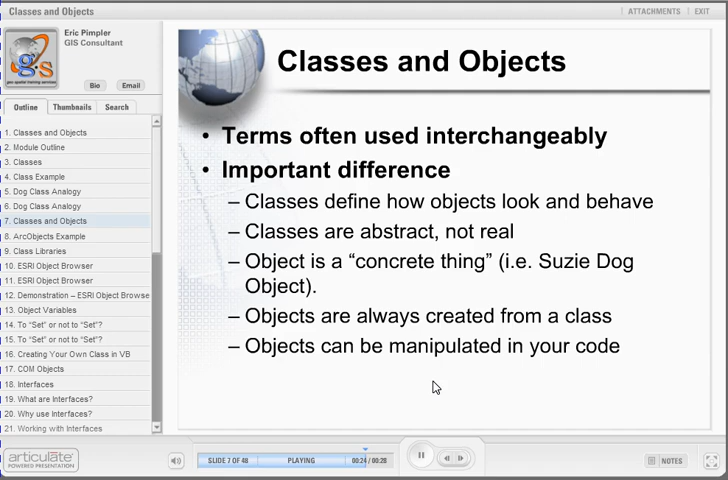 Classes and Objects
ATTACHMENTS
EXIT
Eric Pimpler
GIS Consultant
gis
geo spatial training services
Bio
Email
Outline
Thumbnails
Search
1. Classes and Objects
2. Module Outline
3. Classes
4. Class Example
5. Dog Class Analogy
6. Dog Class Analogy
7. Classes and Objects
8. ArcObjects Example
9. Class Libraries
10. ESRI Object Browser
11. ESRI Object Browser
12. Demonstration – ESRI Object Browse
13. Object Variables
14. To “Set” or not to “Set”?
15. To “Set” or not to “Set”?
16. Creating Your Own Class in VB
17. COM Objects
18. Interfaces
19. What are Interfaces?
20. Why use Interfaces?
21. Working with Interfaces
Classes and Objects
• Terms often used interchangeably
• Important difference
– Classes define how objects look and behave
– Classes are abstract, not real
– Object is a “concrete thing” (i.e. Suzie Dog
Object).
– Objects are always created from a class
– Objects can be manipulated in your code
articulate
POWERED PRESENTATION
SLIDE 7 OF 48
PLAYING
00:24 / 00:28
NOTES